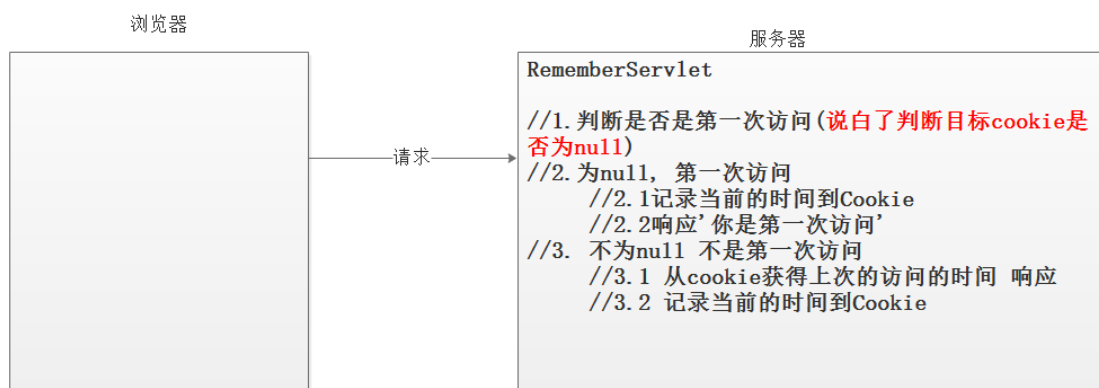 浏览器
服务器
RememberServlet
//1.判断是否是第一次访问(说白了判断目标cookie是
否为null)
//2.为null, 第一次访问
//2.1记录当前的时间到Cookie
//2.2响应'你是第一次访问'
//3. 不为null 不是第一次访问
//3.1 从cookie获得上次的访问的时间 响应
//3.2 记录当前的时间到Cookie
请求